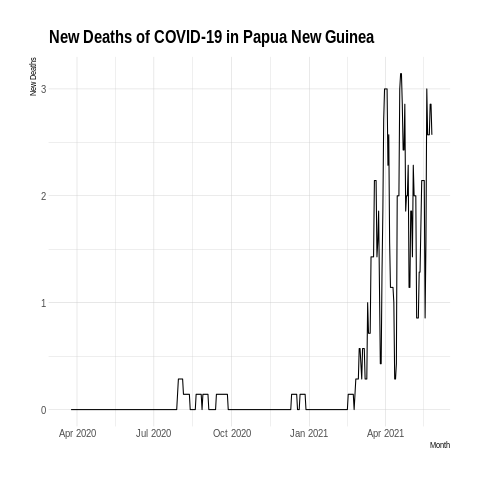 New Deaths of COVID-19 in Papua New Guinea
New Deaths
3
2
1
0
Apr 2020 Jul 2020 Oct 2020 Jan 2021 Apr 2021
Month